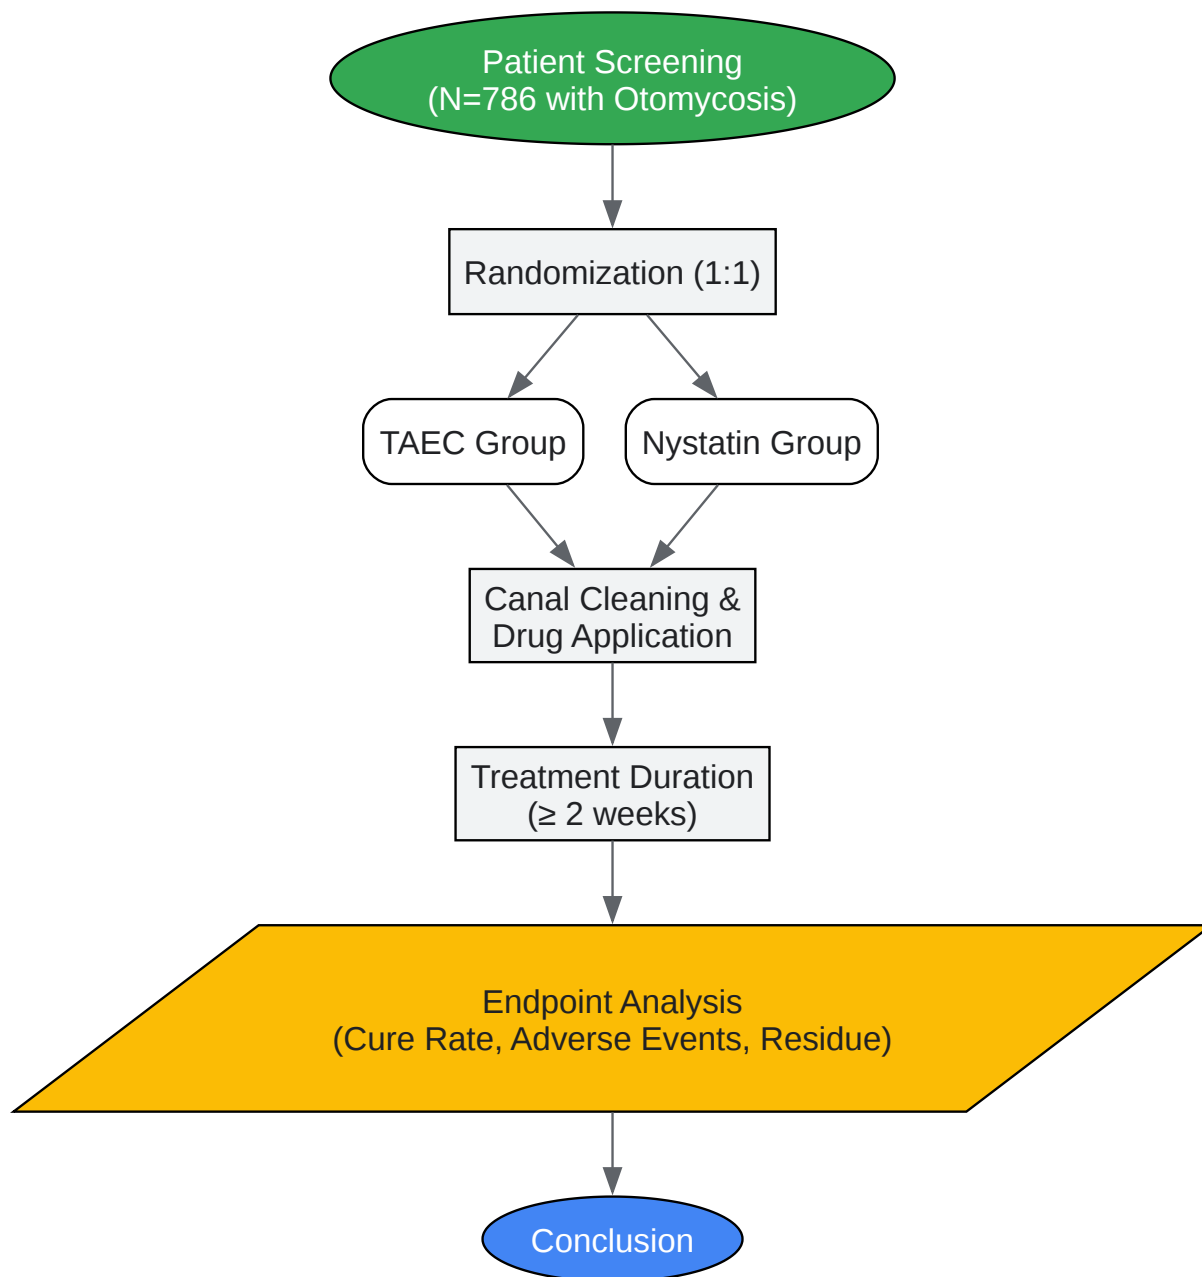 Patient Screening
(N=786 with Otomycosis)
Randomization (1:1)
TAEC Group
Nystatin Group
Canal Cleaning &
Drug Application
Treatment Duration
(≥ 2 weeks)
Endpoint Analysis
(Cure Rate, Adverse Events, Residue)
Conclusion